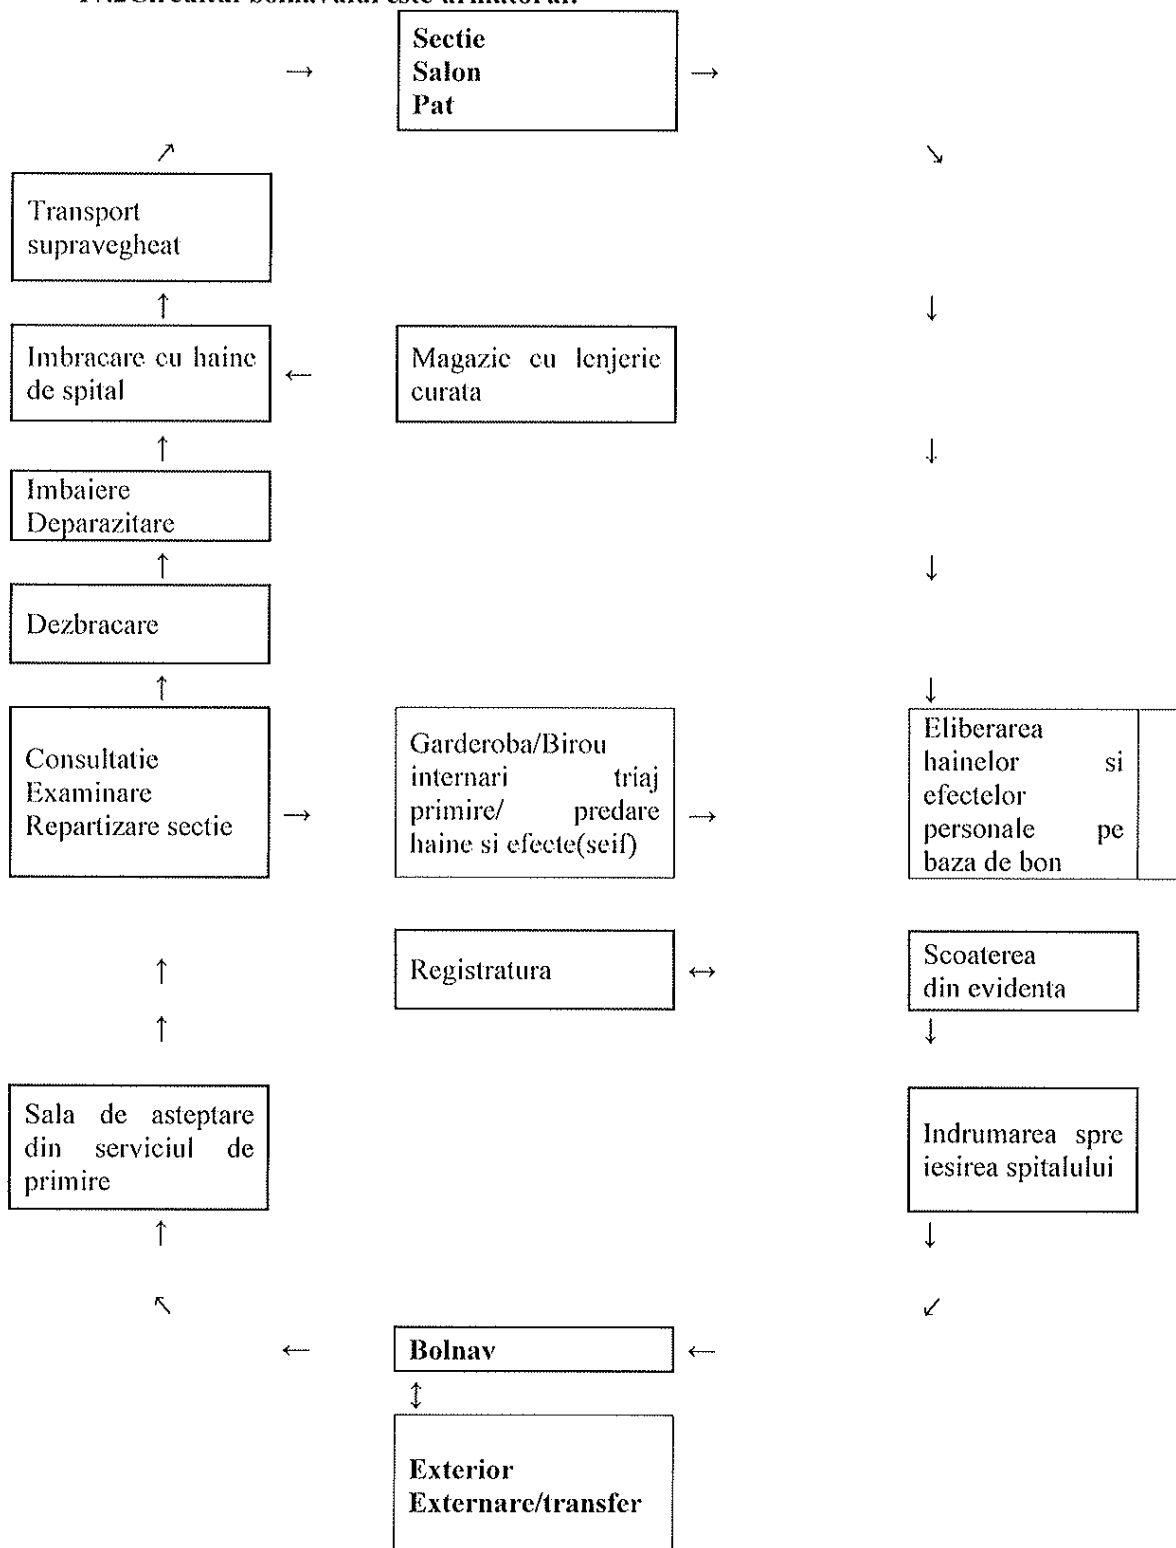 Sectie
Salon
Pat
Transport
supravegheat
Imbracare cu haine
de spital
Magazie cu lenjerie
curata
Imbaiere
Deparazitare
Dezbracare
Consultatie
Examinare
Repartizare sectie
Garderoba/Birou
internari triaj
primire/ predare
haine si efecte(seif)
Eliberarea
hainelor si
efectelor
personale pe
baza de bon
Registratura
Scoaterea
din evidenta
Sala de asteptare
din serviciul de
primire
Indrumarea spre
iesirea spitalului
Bolnav
Exterior
Externare/transfer